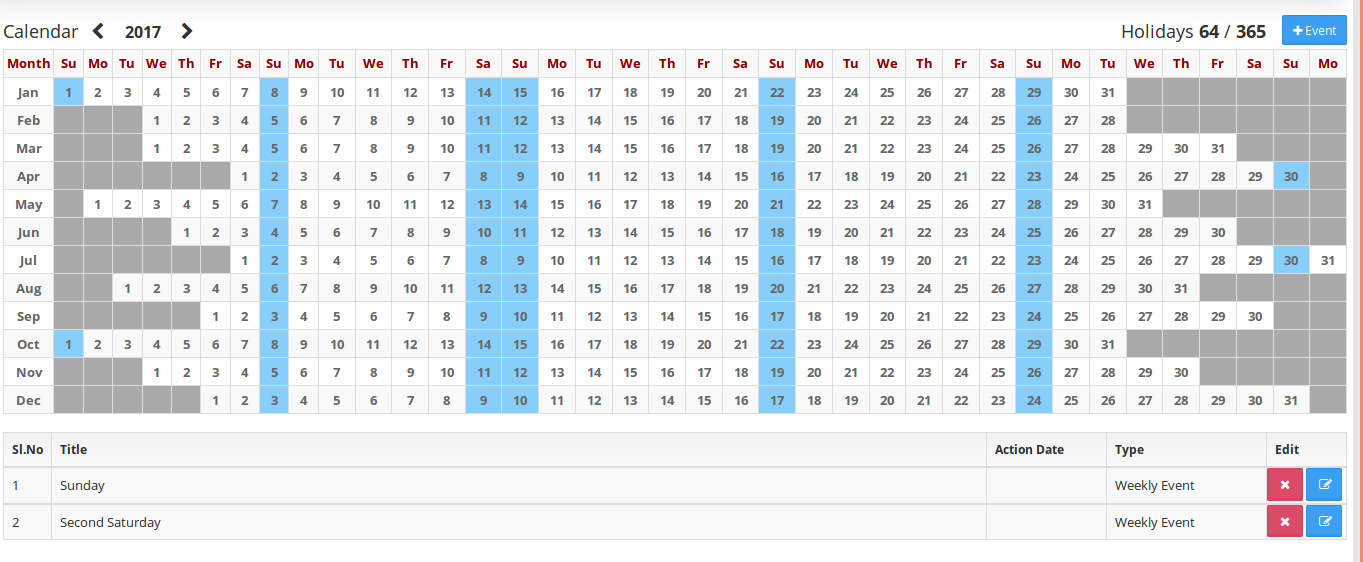 Calendar 2017 Holidays 64 / 365 +Event
Month Su Mo Tu We Th Fr Sa Su Mo Tu We Th Fr Sa Su Mo Tu We Th Fr Sa Su Mo Tu We Th Fr Sa Su Mo Tu We Th Fr Sa Su Mo
Jan 1 2 3 4 5 6 7 8 9 10 11 12 13 14 15 16 17 18 19 20 21 22 23 24 25 26 27 28 29 30 31
Feb 1 2 3 4 5 6 7 8 9 10 11 12 13 14 15 16 17 18 19 20 21 22 23 24 25 26 27 28
Mar 1 2 3 4 5 6 7 8 9 10 11 12 13 14 15 16 17 18 19 20 21 22 23 24 25 26 27 28 29 30 31
Apr 1 2 3 4 5 6 7 8 9 10 11 12 13 14 15 16 17 18 19 20 21 22 23 24 25 26 27 28 29 30
May 1 2 3 4 5 6 7 8 9 10 11 12 13 14 15 16 17 18 19 20 21 22 23 24 25 26 27 28 29 30 31
Jun 1 2 3 4 5 6 7 8 9 10 11 12 13 14 15 16 17 18 19 20 21 22 23 24 25 26 27 28 29 30
Jul 1 2 3 4 5 6 7 8 9 10 11 12 13 14 15 16 17 18 19 20 21 22 23 24 25 26 27 28 29 30 31
Aug 1 2 3 4 5 6 7 8 9 10 11 12 13 14 15 16 17 18 19 20 21 22 23 24 25 26 27 28 29 30 31
Sep 1 2 3 4 5 6 7 8 9 10 11 12 13 14 15 16 17 18 19 20 21 22 23 24 25 26 27 28 29 30
Oct 1 2 3 4 5 6 7 8 9 10 11 12 13 14 15 16 17 18 19 20 21 22 23 24 25 26 27 28 29 30 31
Nov 1 2 3 4 5 6 7 8 9 10 11 12 13 14 15 16 17 18 19 20 21 22 23 24 25 26 27 28 29 30
Dec 1 2 3 4 5 6 7 8 9 10 11 12 13 14 15 16 17 18 19 20 21 22 23 24 25 26 27 28 29 30 31
Sl.No Title Action Date Type Edit
1 Sunday Weekly Event
2 Second Saturday Weekly Event